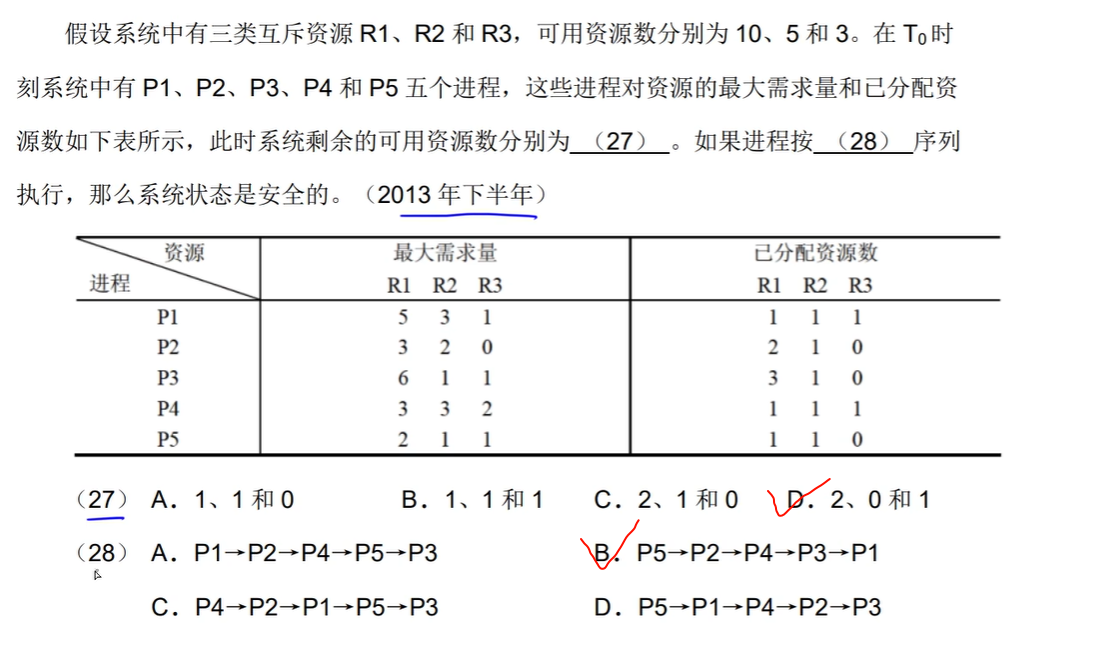 假设系统中有三类互斥资源 R1、R2 和 R3，可用资源数分别为 10、5 和 3。在 T₀时
刻系统中有 P1、P2、P3、P4 和 P5 五个进程，这些进程对资源的最大需求量和已分配资
源数如下表所示，此时系统剩余的可用资源数分别为 （27） 。如果进程按 （28） 序列
执行，那么系统状态是安全的。（2013 年下半年）
资源 最大需求量 已分配资源数
进程 R1 R2 R3 R1 R2 R3
P1 5 3 1 1 1 1
P2 3 2 0 2 1 0
P3 6 1 1 3 1 0
P4 3 3 2 1 1 1
P5 2 1 1 1 1 0
（27） A．1、1 和 0 B．1、1 和 1 C．2、1 和 0 D．2、0 和 1
（28） A．P1→P2→P4→P5→P3 B．P5→P2→P4→P3→P1
C．P4→P2→P1→P5→P3 D．P5→P1→P4→P2→P3